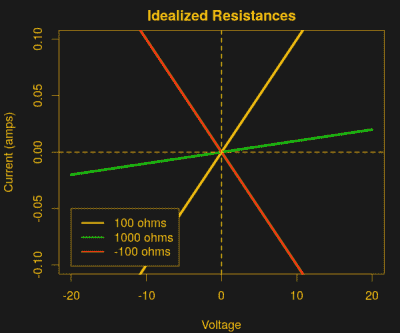 Idealized Resistances
Current (amps)
0.10
0.05
0.00
-0.05
-0.10
100 ohms
1000 ohms
-100 ohms
-20 -10 0 10 20
Voltage